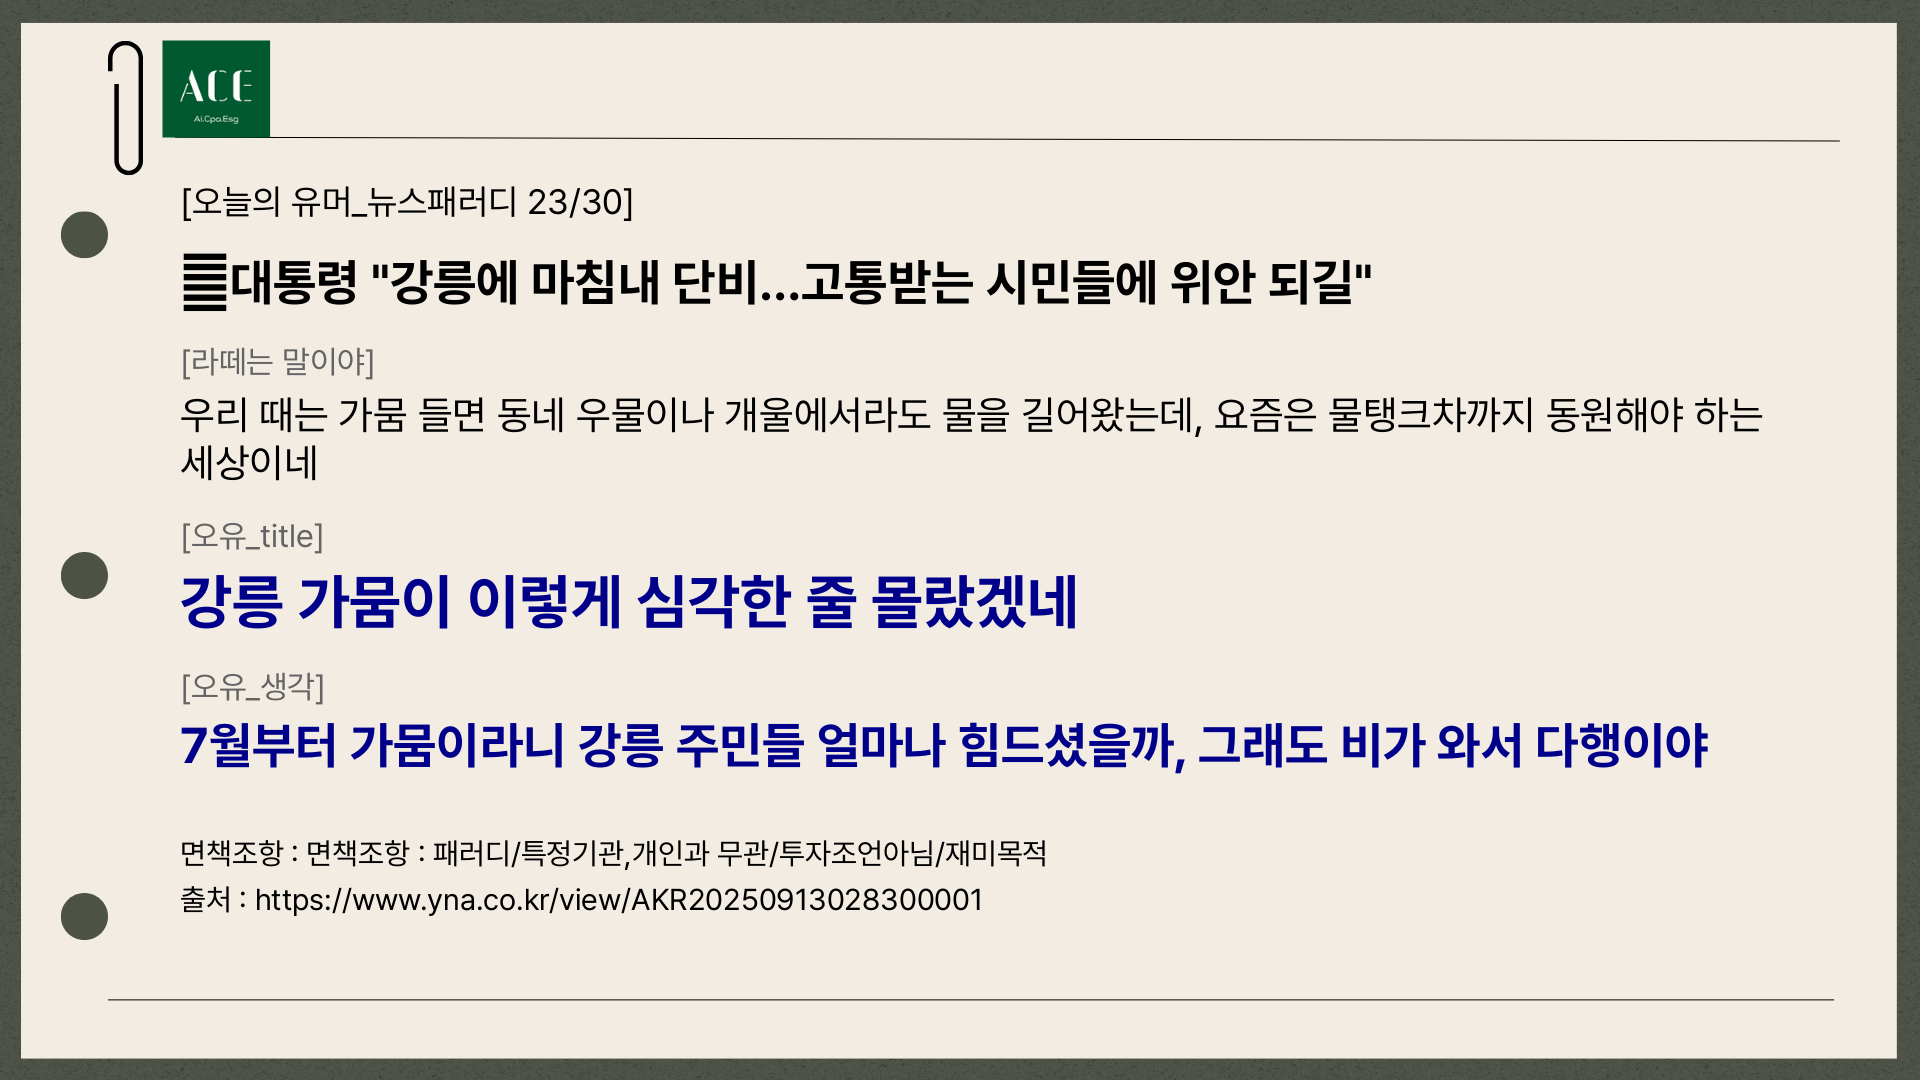 ACE
Ai.Cpa.Esg
[오늘의 유머_뉴스패러디 23/30]
䷀대통령 "강릉에 마침내 단비…고통받는 시민들에 위안 되길"
[라떼는 말이야]
우리 때는 가뭄 들면 동네 우물이나 개울에서라도 물을 길어왔는데, 요즘은 물탱크차까지 동원해야 하는
세상이네
[오유_title]
강릉 가뭄이 이렇게 심각한 줄 몰랐겠네
[오유_생각]
7월부터 가뭄이라니 강릉 주민들 얼마나 힘드셨을까, 그래도 비가 와서 다행이야
면책조항 : 면책조항 : 패러디/특정기관,개인과 무관/투자조언아님/재미목적
출처 : https://www.yna.co.kr/view/AKR20250913028300001